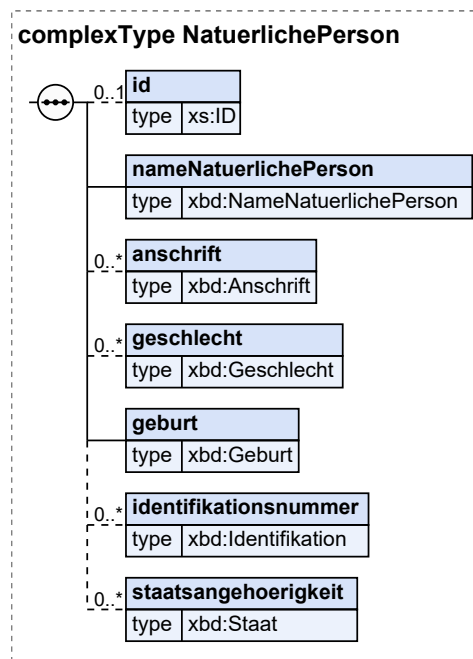 complexType NatuerlichePerson
0..1
id
type xs:ID
nameNatuerlichePerson
type xbd:NameNatuerlichePerson
0..*
anschrift
type xbd:Anschrift
0..*
geschlecht
type xbd:Geschlecht
geburt
type xbd:Geburt
0..*
identifikationsnummer
type xbd:Identifikation
0..*
staatsangehoerigkeit
type xbd:Staat